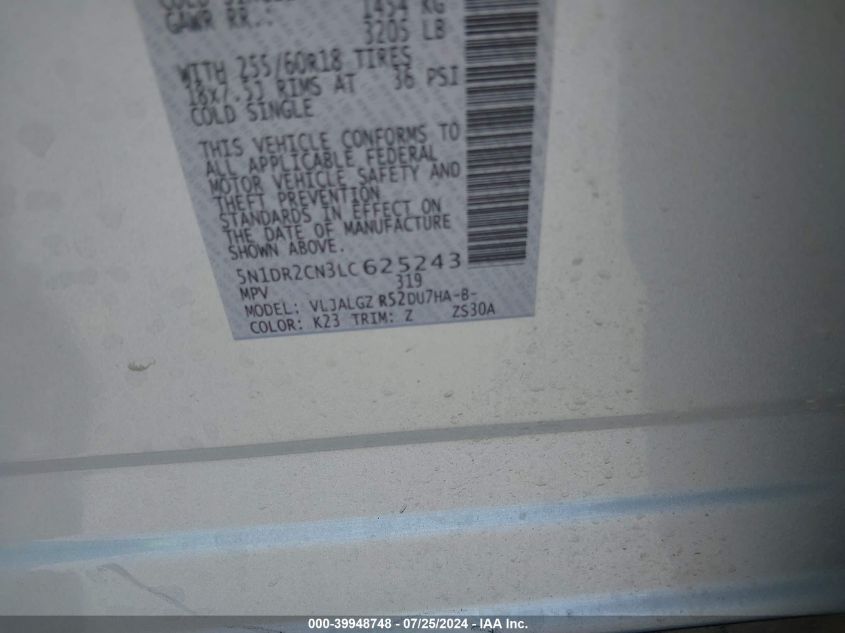 COLD SINGLE
GAWR RR.: 1454 KG
3205 LB
WITH 255/60R18 TIRES
18x7.5J RIMS AT 36 PSI
COLD SINGLE
THIS VEHICLE CONFORMS TO
ALL APPLICABLE FEDERAL
MOTOR VEHICLE SAFETY AND
THEFT PREVENTION
STANDARDS IN EFFECT ON
THE DATE OF MANUFACTURE
SHOWN ABOVE.
5N1DR2CN3LC625243
MPV 319
MODEL: VLJALGZ R52DU7HA-B-
COLOR: K23 TRIM: Z ZS30A
000-39948748 - 07/25/2024 - IAA Inc.